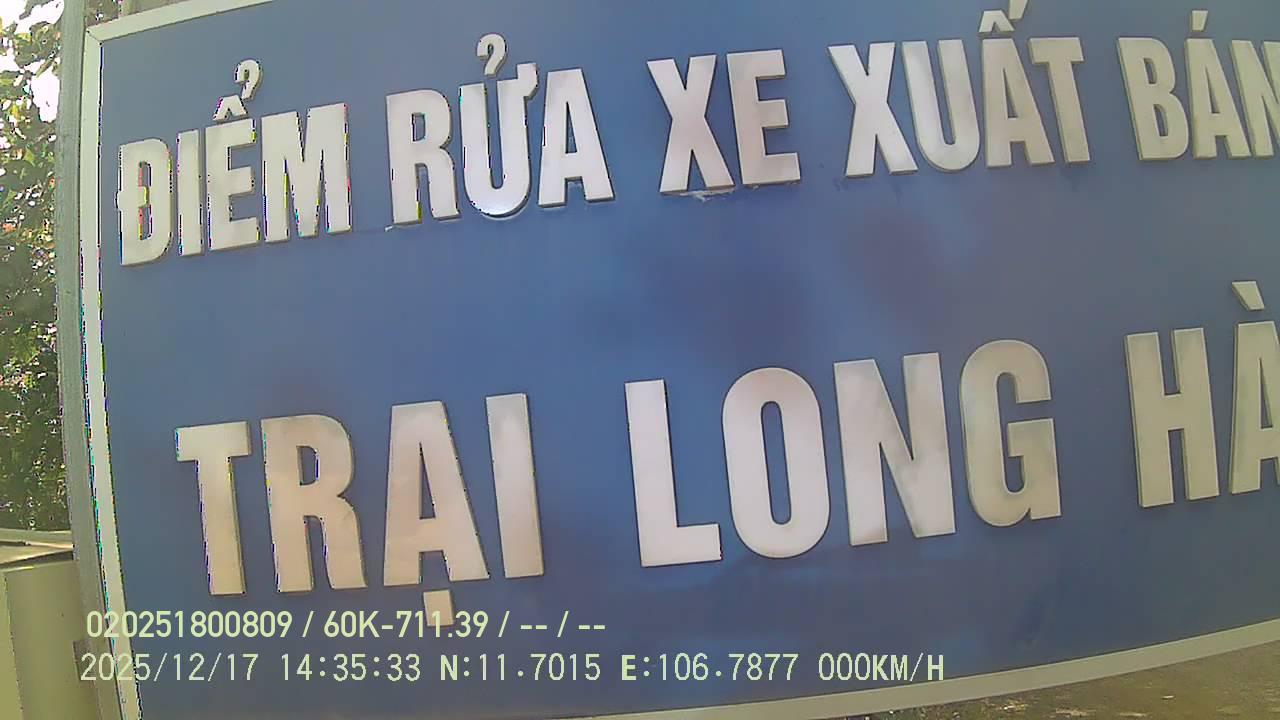 ĐIỂM RỬA XE XUẤT BÁN
TRẠI LONG HÀ
020251800809 / 60K-711.39 / -- / --
2025/12/17 14:35:33 N:11.7015 E:106.7877 000KM/H